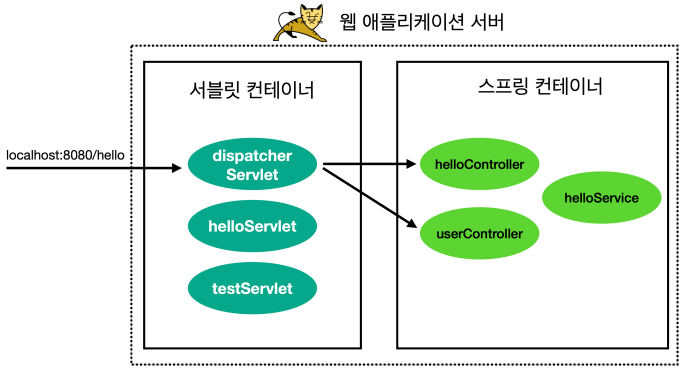 웹 애플리케이션 서버
서블릿 컨테이너
스프링 컨테이너
localhost:8080/hello
dispatcher
Servlet
helloServlet
testServlet
helloController
userController
helloService